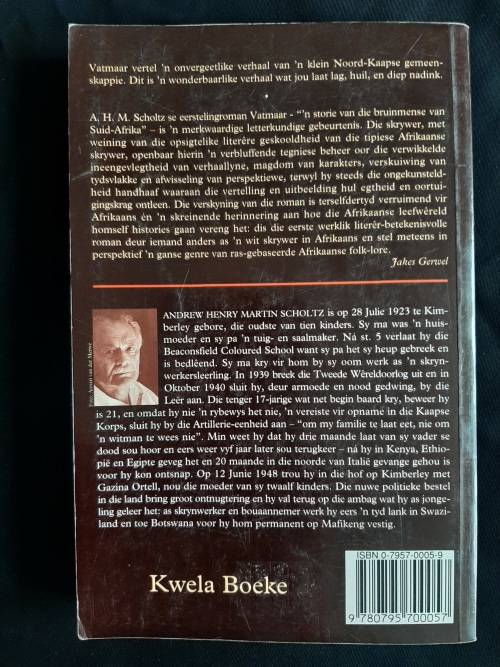 Vatmaar vertel 'n onvergeetlike verhaal van 'n klein Noord-Kaapse gemeen-
skappie. Dit is 'n wonderbaarlike verhaal wat jou laat lag, huil, en diep nadink.
A. H. M. Scholtz se eerstelingroman Vatmaar - "'n storie van die bruinmense van
Suid-Afrika" – is 'n merkwaardige letterkundige gebeurtenis. Die skrywer, met
weining van die opsigtelike literêre geskooldheid van die tipiese Afrikaanse
skrywer, openbaar hierin 'n verbluffende tegniese beheer oor die verwikkelde
ineengevlegtheid van verhaallyne, magdom van karakters, verskuiwing van
tydsvlakke en afwisseling van perspektiewe, terwyl hy steeds die ongekunsteld-
heid handhaaf waaraan die vertelling en uitbeelding hul egtheid en oortui-
gingskrag ontleen. Die verskyning van die roman is terselfdertyd verruimend vir
Afrikaans èn 'n skreinende herinnering aan hoe die Afrikaanse leefwêreld
homself histories gaan vereng het: dis die eerste werklik literêr-betekenisvolle
roman deur iemand anders as 'n wit skrywer in Afrikaans en stel meteens in
perspektief 'n ganse genre van ras-gebaseerde Afrikaanse folk-lore.
Jakes Gerwel
ANDREW HENRY MARTIN SCHOLTZ is op 28 Julie 1923 te Kim-
berley gebore, die oudste van tien kinders. Sy ma was 'n huis-
moeder en sy pa 'n tuig- en saalmaker. Ná st. 5 verlaat hy die
Beaconsfield Coloured School want sy pa het sy heup gebreek en
is bedlêend. Sy ma kry vir hom by sy oom werk as 'n skryn-
werkersleerling. In 1939 breek die Tweede Wêreldoorlog uit en in
Oktober 1940 sluit hy, deur armoede en nood gedwing, by die
Leër aan. Die tenger 17-jarige wat net begin baard kry, beweer hy
is 21, en omdat hy nie 'n rybewys het nie, 'n vereiste vir opname in die Kaapse
Korps, sluit hy by die Artillerie-eenheid aan – "om my familie te laat eet, nie om
'n witman te wees nie". Min weet hy dat hy drie maande laat van sy vader se
dood sou hoor en eers weer vyf jaar later sou terugkeer – ná hy in Kenya, Ethio-
pië en Egipte geveg het en 20 maande in die noorde van Italië gevange gehou is
voor hy kon ontsnap. Op 12 Junie 1948 trou hy in die hof op Kimberley met
Gazina Ortell, nou die moeder van sy twaalf kinders. Die nuwe politieke bestel
in die land bring groot ontnugtering en hy val terug op die ambag wat hy as jonge-
ling geleer het: as skrynwerker en bouaannemer werk hy eers 'n tyd lank in Swazi-
land en toe Botswana voor hy hom permanent op Mafikeng vestig.
ISBN 0-7957-0005-9
Kwela Boeke
9 780795 700057